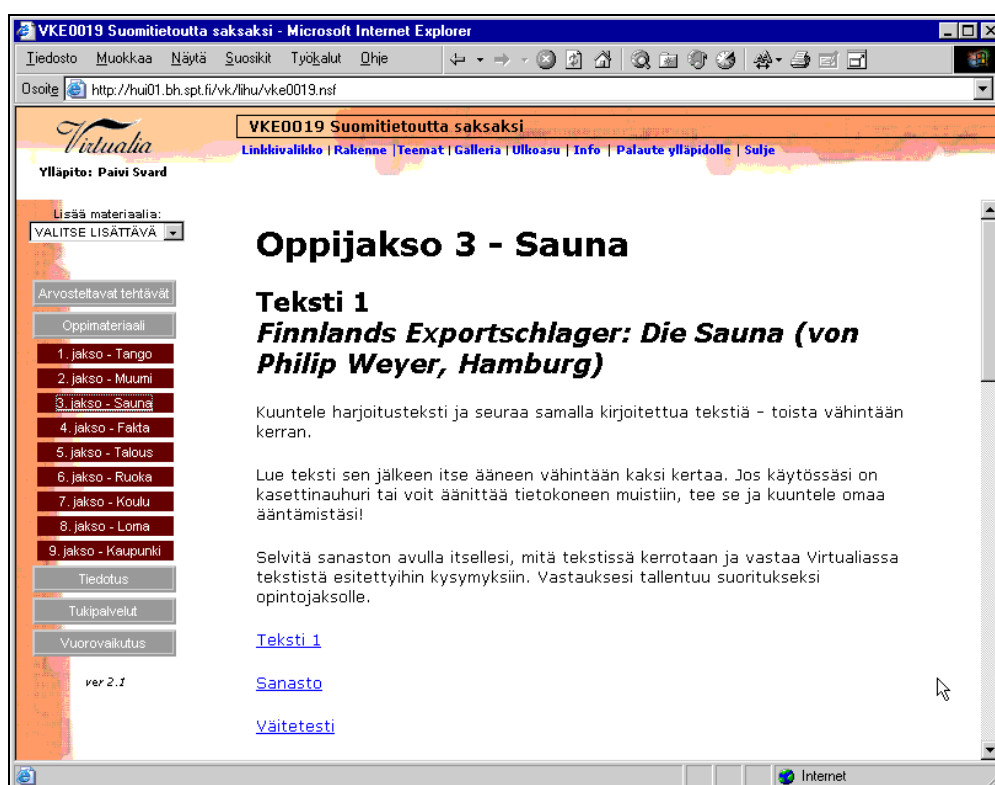 VKE0019 Suomitietoutta saksaksi - Microsoft Internet Explorer
Tiedosto Muokkaa Näytä Suosikit Työkalut Ohje
Osoite http://hui01.bh.spt.fi/vk/lihu/vke0019.nsf
Virtualia
Ylläpito: Paivi Svard
VKE0019 Suomitietoutta saksaksi
Linkkivalikko | Rakenne | Teemat | Galleria | Ulkoasu | Info | Palaute ylläpidolle | Sulje
Lisää materiaalia:
VALITSE LISÄTTÄVÄ
Arvostettavat tehtävät
Oppimateriaali
1. jakso - Tango
2. jakso - Muumi
3. jakso - Sauna
4. jakso - Fakta
5. jakso - Talous
6. jakso - Ruoka
7. jakso - Koulu
8. jakso - Loma
9. jakso - Kaupunki
Tiedotus
Tukipalvelut
Vuorovaikutus
ver 2.1
Oppijakso 3 - Sauna
Teksti 1
Finnlands Exportschlager: Die Sauna (von
Philip Weyer, Hamburg)
Kuuntele harjoitusteksti ja seuraa samalla kirjoitettua tekstiä - toista vähintään
kerran.
Lue teksti sen jälkeen itse ääneen vähintään kaksi kertaa. Jos käytössäsi on
kasettinauhuri tai voit äänittää tietokoneen muistiin, tee se ja kuuntele omaa
ääntämistäsi!
Selvitä sanaston avulla itsellesi, mitä tekstissä kerrotaan ja vastaa Virtualiassa
tekstistä esitettyihin kysymyksiin. Vastauksesi tallentuu suoritukseksi
opintojaksolle.
Teksti 1
Sanasto
Väitetesti
Internet